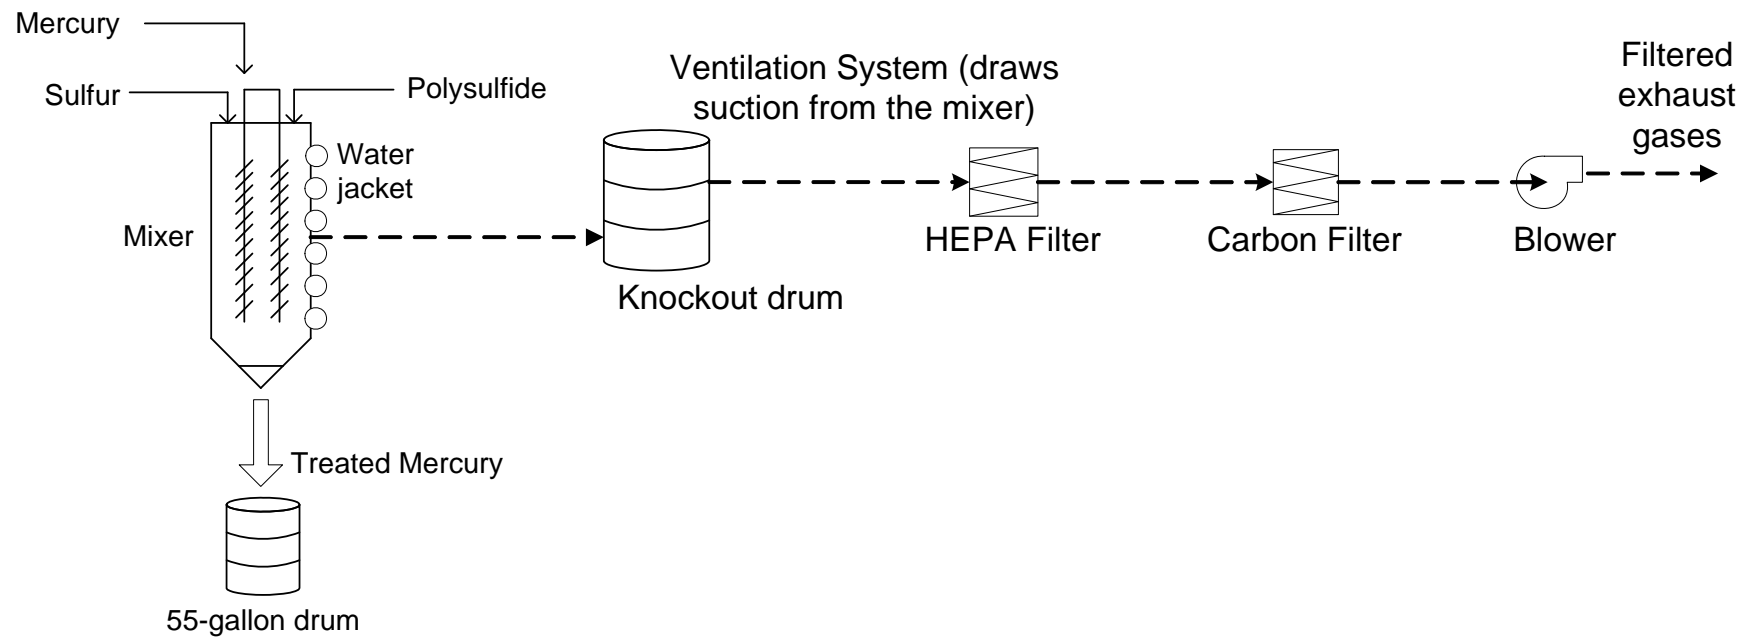 Mercury
Sulfur
Polysulfide
Water
jacket
Mixer
Ventilation System (draws
suction from the mixer)
Filtered
exhaust
gases
Knockout drum
HEPA Filter
Carbon Filter
Blower
Treated Mercury
55-gallon drum